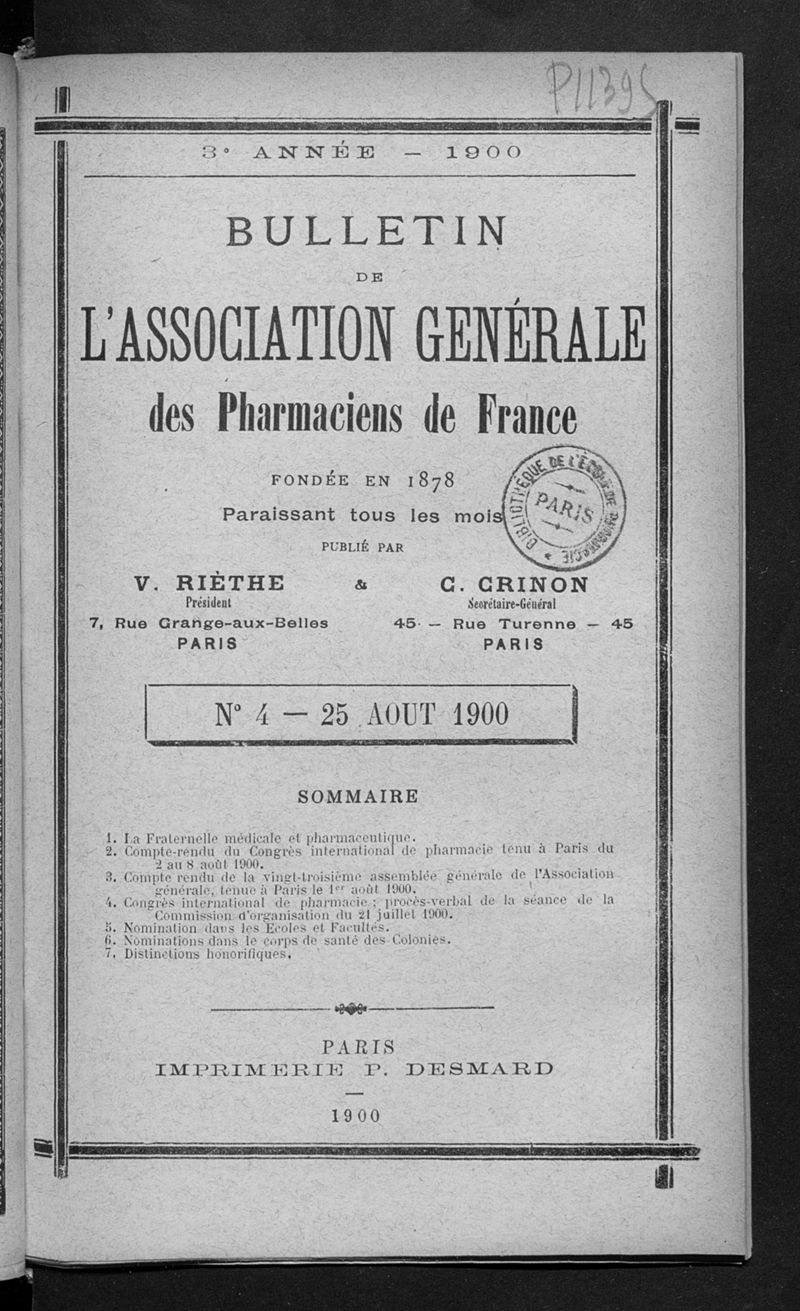 P11395
3e ANNÉE — 1900
BULLETIN
DE
L'ASSOCIATION GENÉRALE
des Pharmaciens de France
FONDÉE EN 1878
Paraissant tous les mois
BIBLIOTHÈQUE DE L'ÉCOLE DE PHARMACIE
PARIS
PUBLIÉ PAR
V. RIÈTHE & C. CRINON
Président Secrétaire-Général
7, Rue Grange-aux-Belles 45 — Rue Turenne — 45
PARIS PARIS
No 4 — 25 AOUT 1900
SOMMAIRE
1. La Fraternelle médicale et pharmaceutique.
2. Compte-rendu du Congrès international de pharmacie tenu à Paris du
2 au 8 août 1900.
3. Compte rendu de la vingt-troisième assemblée générale de l'Association
générale, tenue à Paris le 1er août 1900.
4. Congrès international de pharmacie ; procès-verbal de la séance de la
Commission d'organisation du 21 juillet 1900.
5. Nomination dans les Ecoles et Facultés.
6. Nominations dans le corps de santé des Colonies.
7. Distinctions honorifiques.
PARIS
IMPRIMERIE P. DESMARD
—
1900